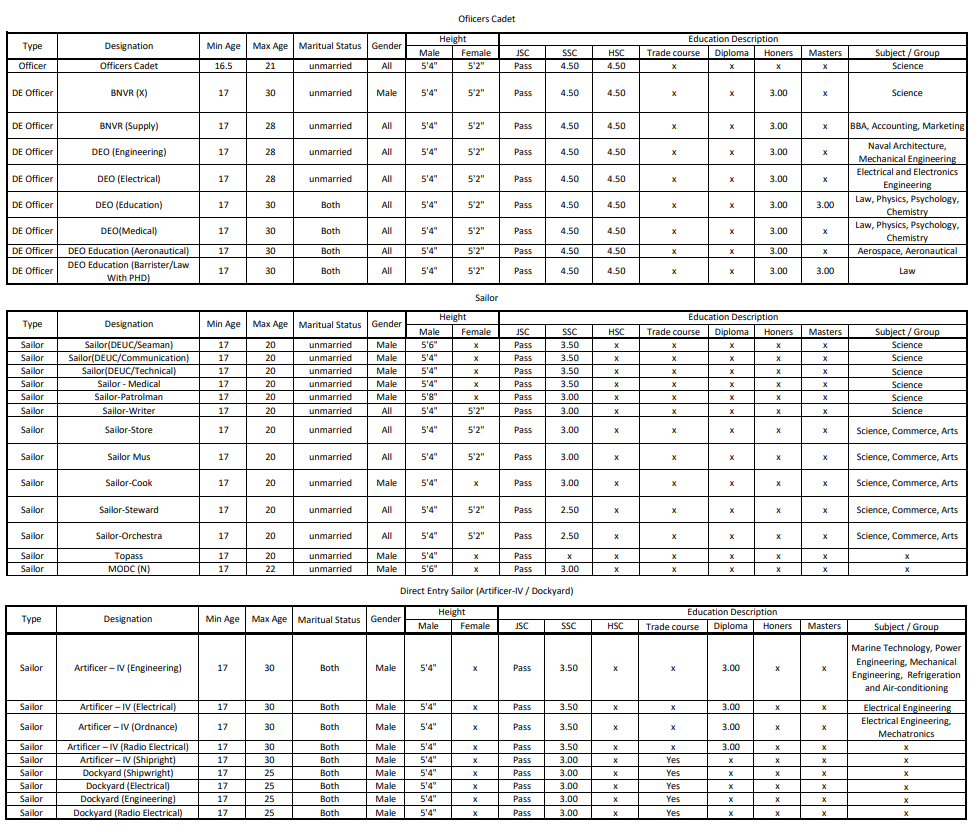 Ofiicers Cadet
Type Designation Min Age Max Age Maritual Status Gender Height Education Description
Male Female JSC SSC HSC Trade course Diploma Honers Masters Subject / Group
Officer Officers Cadet 16.5 21 unmarried All 5'4" 5'2" Pass 4.50 4.50 x x x x Science
DE Officer BNVR (X) 17 30 unmarried Male 5'4" 5'2" Pass 4.50 4.50 x x 3.00 x Science
DE Officer BNVR (Supply) 17 28 unmarried All 5'4" 5'2" Pass 4.50 4.50 x x 3.00 x BBA, Accounting, Marketing
DE Officer DEO (Engineering) 17 28 unmarried All 5'4" 5'2" Pass 4.50 4.50 x x 3.00 x Naval Architecture,
Mechanical Engineering
DE Officer DEO (Electrical) 17 28 unmarried All 5'4" 5'2" Pass 4.50 4.50 x x 3.00 x Electrical and Electronics
Engineering
DE Officer DEO (Education) 17 30 Both All 5'4" 5'2" Pass 4.50 4.50 x x 3.00 3.00 Law, Physics, Psychology,
Chemistry
DE Officer DEO(Medical) 17 30 Both All 5'4" 5'2" Pass 4.50 4.50 x x 3.00 x Law, Physics, Psychology,
Chemistry
DE Officer DEO Education (Aeronautical) 17 30 Both All 5'4" 5'2" Pass 4.50 4.50 x x 3.00 x Aerospace, Aeronautical
DE Officer DEO Education (Barrister/Law
With PHD) 17 30 Both All 5'4" 5'2" Pass 4.50 4.50 x x 3.00 3.00 Law
Sailor
Type Designation Min Age Max Age Maritual Status Gender Height Education Description
Male Female JSC SSC HSC Trade course Diploma Honers Masters Subject / Group
Sailor Sailor(DEUC/Seaman) 17 20 unmarried Male 5'6" x Pass 3.50 x x x x x Science
Sailor Sailor(DEUC/Communication) 17 20 unmarried Male 5'4" x Pass 3.50 x x x x x Science
Sailor Sailor(DEUC/Technical) 17 20 unmarried Male 5'4" x Pass 3.50 x x x x x Science
Sailor Sailor - Medical 17 20 unmarried Male 5'4" x Pass 3.50 x x x x x Science
Sailor Sailor-Patrolman 17 20 unmarried Male 5'8" x Pass 3.00 x x x x x Science
Sailor Sailor-Writer 17 20 unmarried All 5'4" 5'2" Pass 3.00 x x x x x Science
Sailor Sailor-Store 17 20 unmarried All 5'4" 5'2" Pass 3.00 x x x x x Science, Commerce, Arts
Sailor Sailor Mus 17 20 unmarried All 5'4" 5'2" Pass 3.00 x x x x x Science, Commerce, Arts
Sailor Sailor-Cook 17 20 unmarried Male 5'4" x Pass 3.00 x x x x x Science, Commerce, Arts
Sailor Sailor-Steward 17 20 unmarried All 5'4" 5'2" Pass 2.50 x x x x x Science, Commerce, Arts
Sailor Sailor-Orchestra 17 20 unmarried All 5'4" 5'2" Pass 2.50 x x x x x Science, Commerce, Arts
Sailor Topass 17 20 unmarried Male 5'4" x Pass x x x x x x x
Sailor MODC (N) 17 22 unmarried Male 5'6" x Pass 3.00 x x x x x x
Direct Entry Sailor (Artificer-IV / Dockyard)
Type Designation Min Age Max Age Maritual Status Gender Height Education Description
Male Female JSC SSC HSC Trade course Diploma Honers Masters Subject / Group
Sailor Artificer – IV (Engineering) 17 30 Both Male 5'4" x Pass 3.50 x x 3.00 x x Marine Technology, Power
Engineering, Mechanical
Engineering, Refrigeration
and Air-conditioning
Sailor Artificer – IV (Electrical) 17 30 Both Male 5'4" x Pass 3.50 x x 3.00 x x Electrical Engineering
Sailor Artificer – IV (Ordnance) 17 30 Both Male 5'4" x Pass 3.50 x x 3.00 x x Electrical Engineering,
Mechatronics
Sailor Artificer – IV (Radio Electrical) 17 30 Both Male 5'4" x Pass 3.50 x x 3.00 x x x
Sailor Artificer – IV (Shipright) 17 30 Both Male 5'4" x Pass 3.00 x Yes x x x x
Sailor Dockyard (Shipwright) 17 25 Both Male 5'4" x Pass 3.00 x Yes x x x x
Sailor Dockyard (Electrical) 17 25 Both Male 5'4" x Pass 3.00 x Yes x x x x
Sailor Dockyard (Engineering) 17 25 Both Male 5'4" x Pass 3.00 x Yes x x x x
Sailor Dockyard (Radio Electrical) 17 25 Both Male 5'4" x Pass 3.00 x Yes x x x x